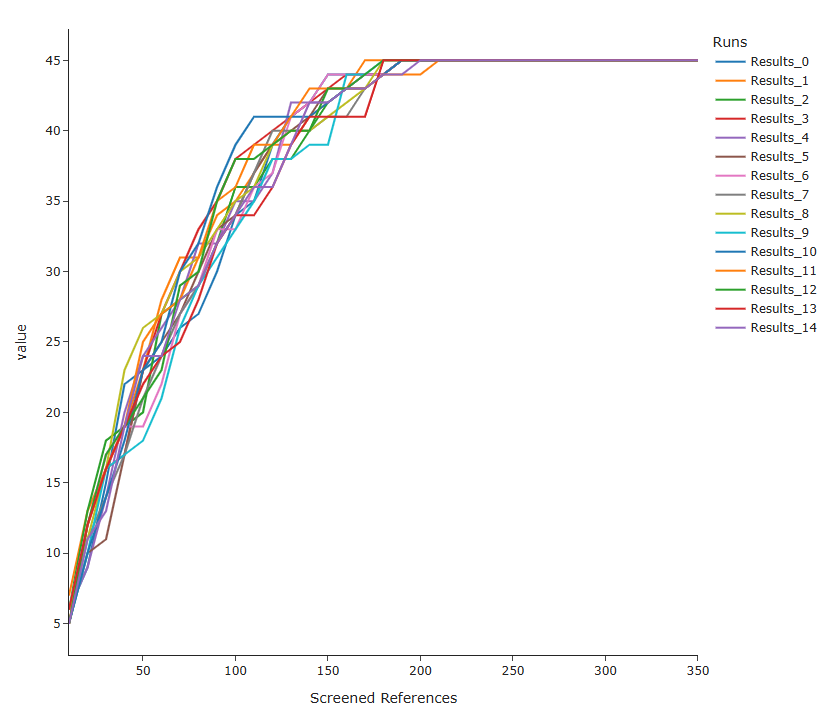 Runs
Results_0
Results_1
Results_2
Results_3
Results_4
Results_5
Results_6
Results_7
Results_8
Results_9
Results_10
Results_11
Results_12
Results_13
Results_14
value
45
40
35
30
25
20
15
10
5
50 100 150 200 250 300 350
Screened References